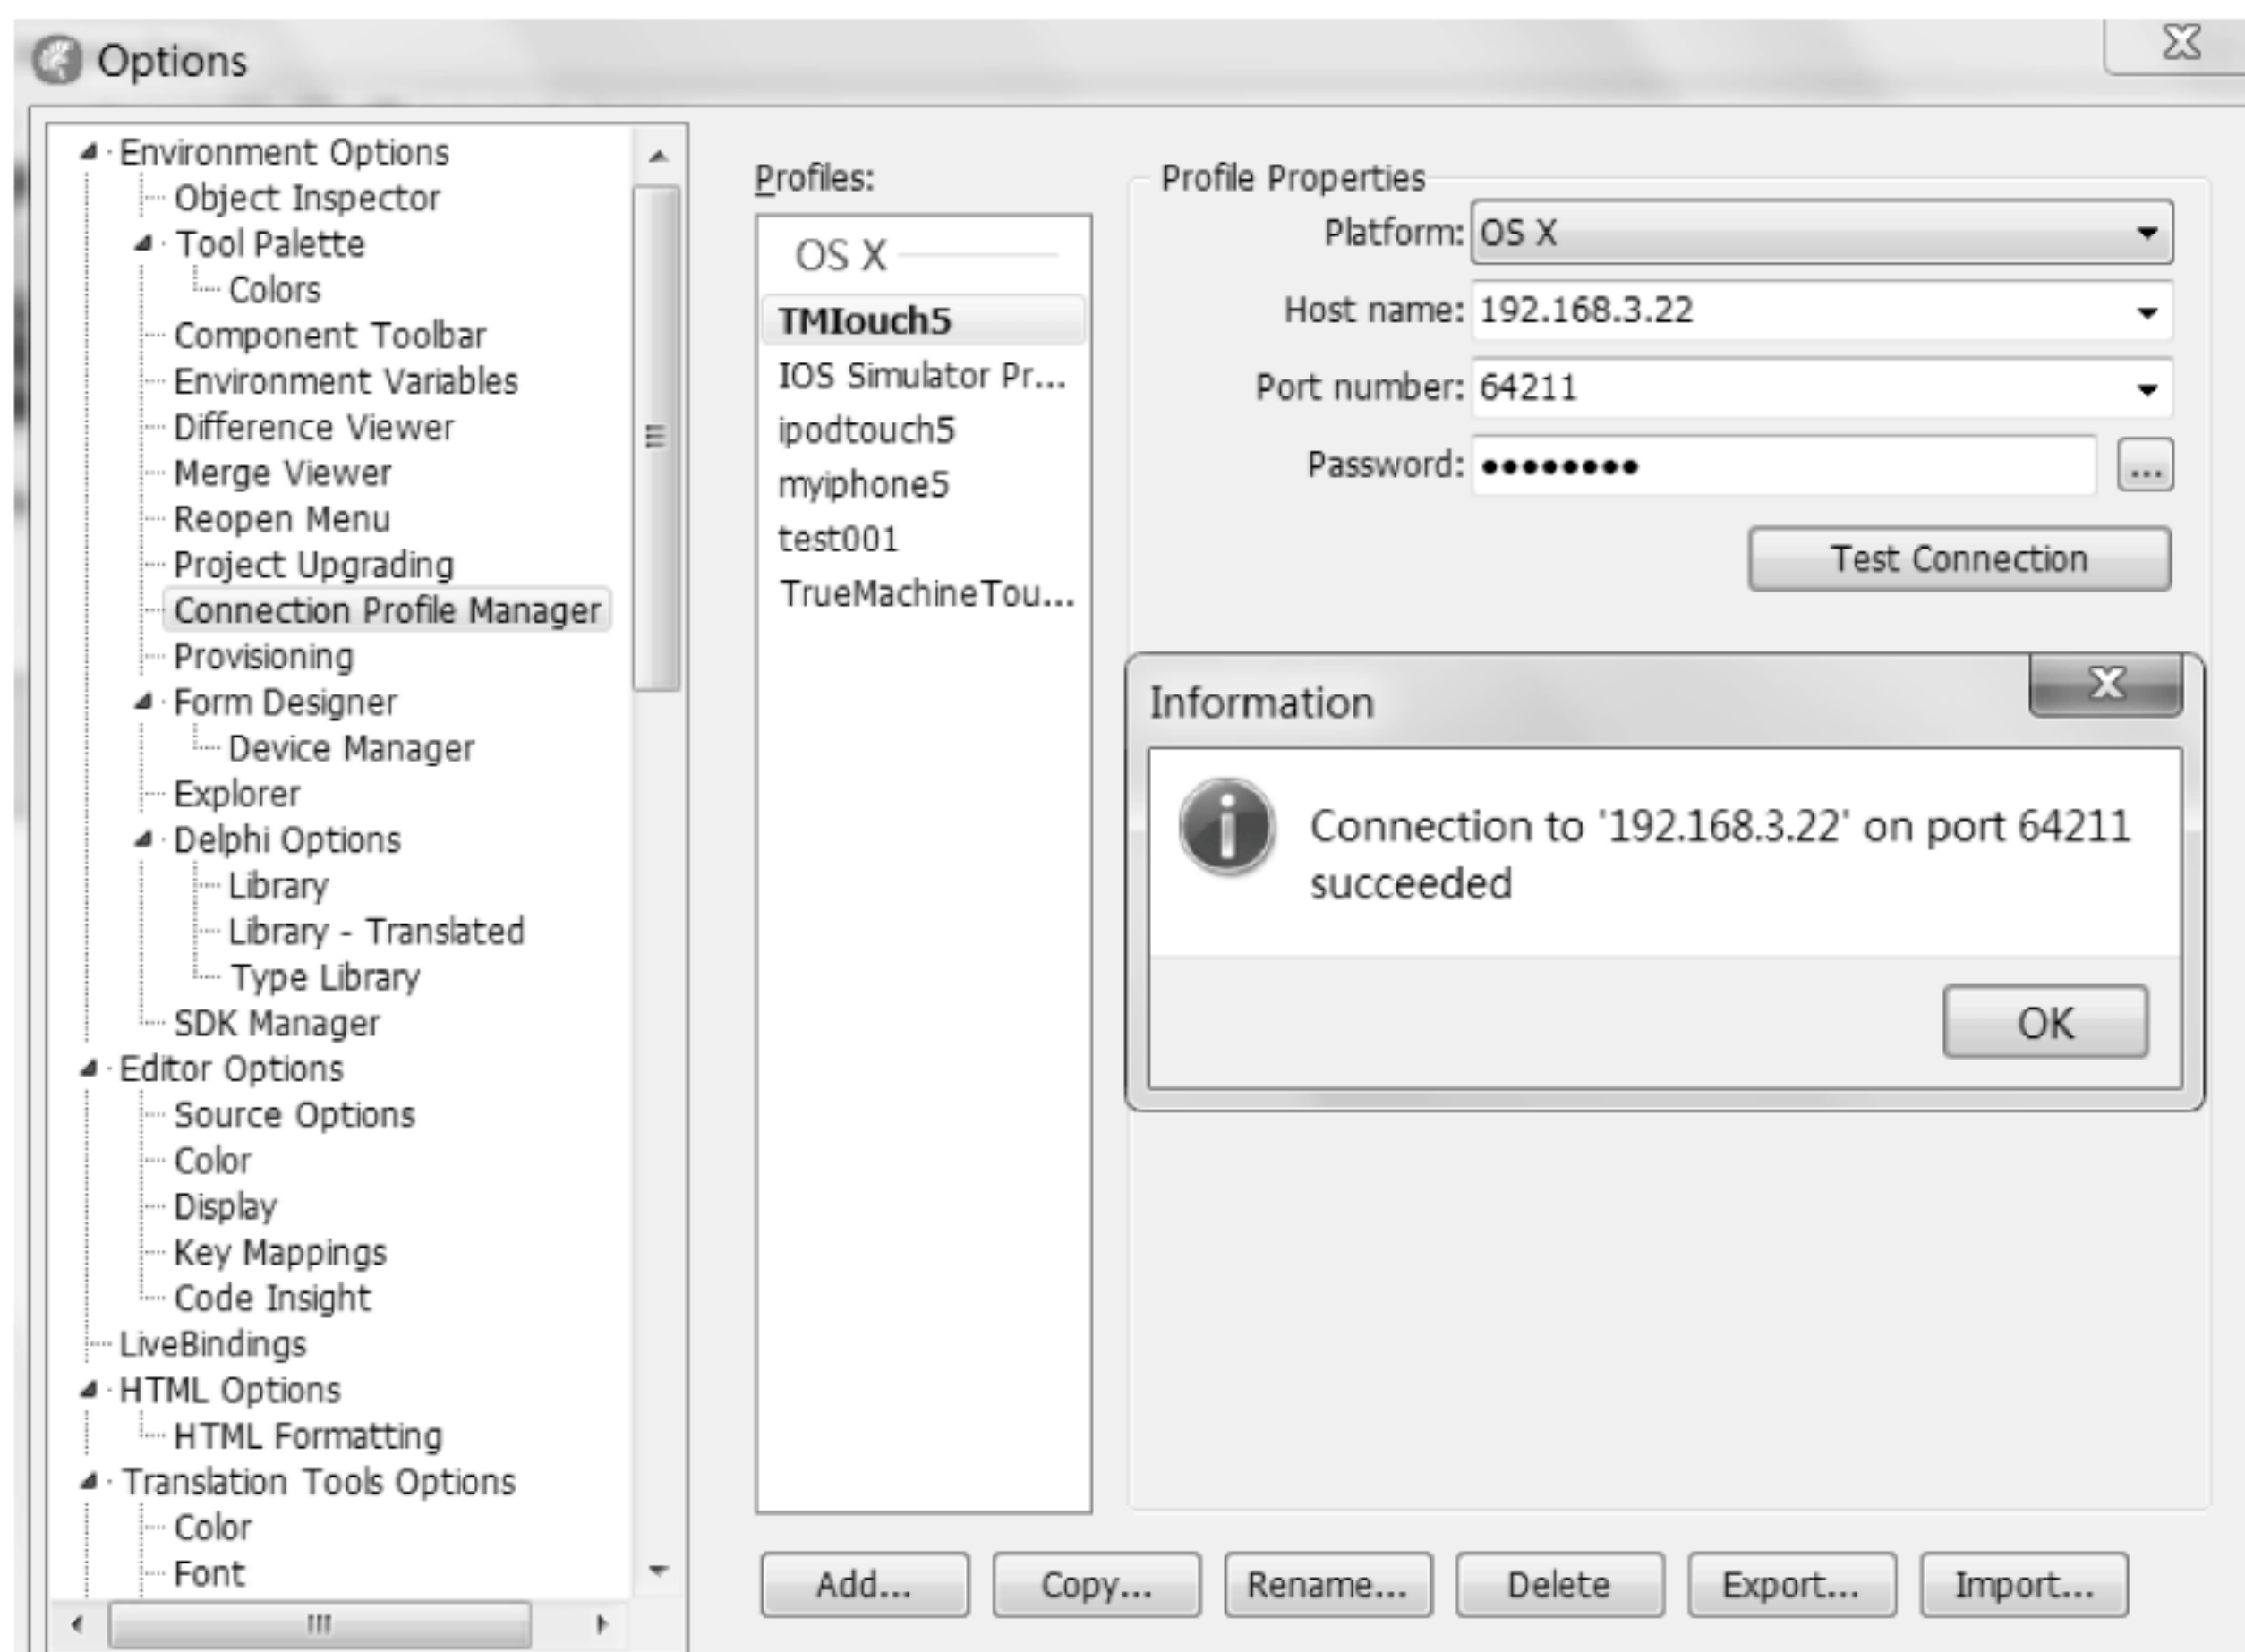 Options
Environment Options
Object Inspector
Tool Palette
Colors
Component Toolbar
Environment Variables
Difference Viewer
Merge Viewer
Reopen Menu
Project Upgrading
Connection Profile Manager
Provisioning
Form Designer
Device Manager
Explorer
Delphi Options
Library
Library - Translated
Type Library
SDK Manager
Editor Options
Source Options
Color
Display
Key Mappings
Code Insight
LiveBindings
HTML Options
HTML Formatting
Translation Tools Options
Color
Font
Profiles:
OS X
TMIouch5
IOS Simulator Pr...
ipodtouch5
myiphone5
test001
TrueMachineTou...
Profile Properties
Platform: OS X
Host name: 192.168.3.22
Port number: 64211
Password: ●●●●●●●●
...
Test Connection
Information
Connection to '192.168.3.22' on port 64211
succeeded
OK
Add...
Copy...
Rename...
Delete
Export...
Import...